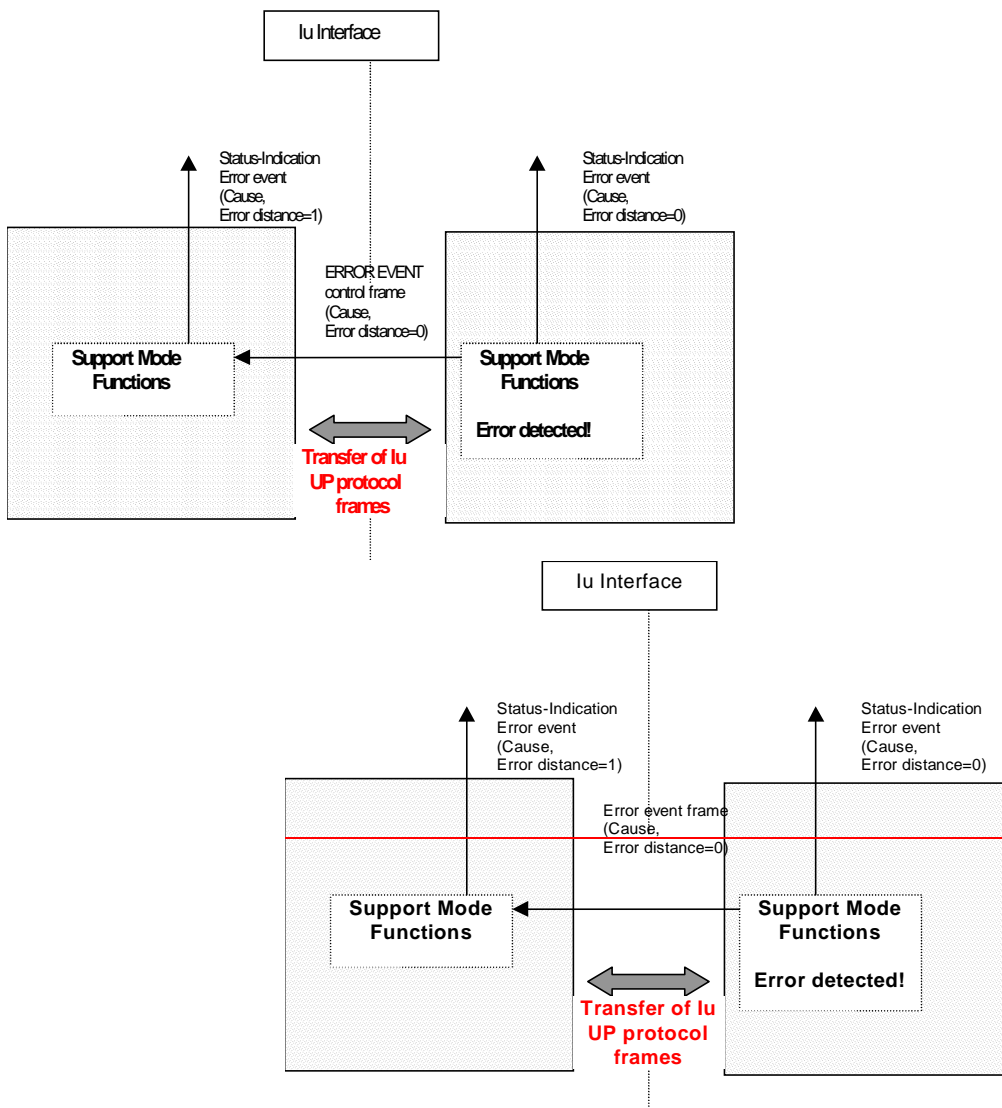 Iu Interface
Status-Indication
Error event
(Cause,
Error distance=1)
Status-Indication
Error event
(Cause,
Error distance=0)
ERROR EVENT
control frame
(Cause,
Error distance=0)
Support Mode
Functions
Support Mode
Functions
Error detected!
Transfer of Iu
UP protocol
frames
Iu Interface
Status-Indication
Error event
(Cause,
Error distance=1)
Status-Indication
Error event
(Cause,
Error distance=0)
Error event frame
(Cause,
Error distance=0)
Support Mode
Functions
Support Mode
Functions
Error detected!
Transfer of Iu
UP protocol
frames